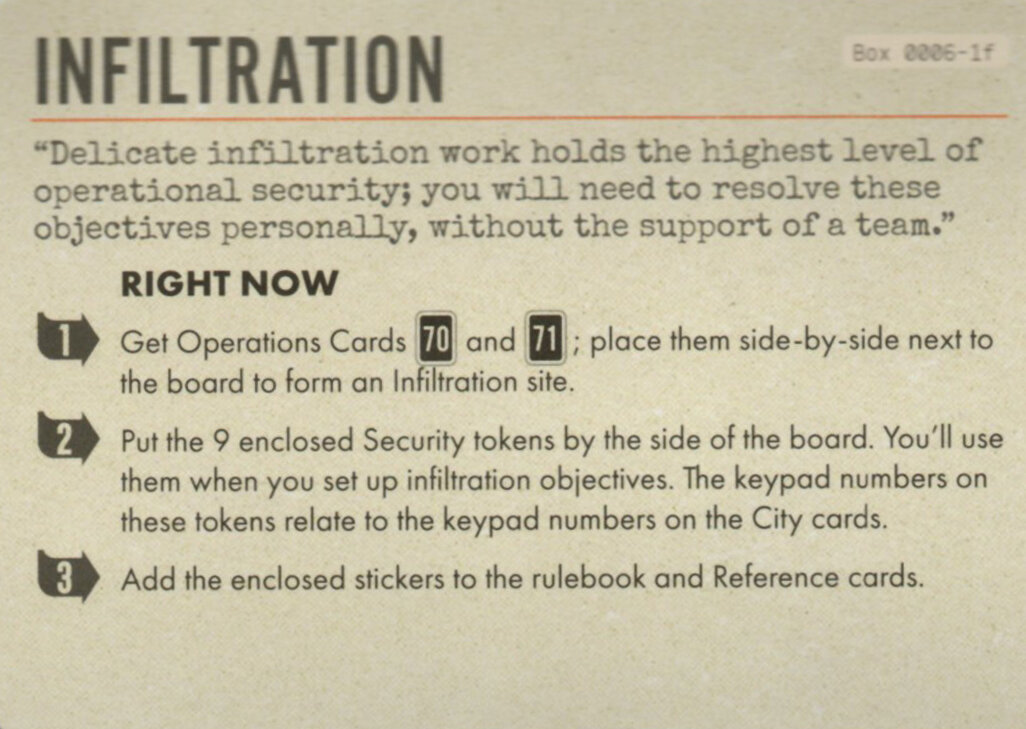 INFILTRATION
Box 0006-1f
“Delicate infiltration work holds the highest level of
operational security; you will need to resolve these
objectives personally, without the support of a team.”
RIGHT NOW
1 Get Operations Cards 70 and 71 ; place them side-by-side next to
the board to form an Infiltration site.
2 Put the 9 enclosed Security tokens by the side of the board. You’ll use
them when you set up infiltration objectives. The keypad numbers on
these tokens relate to the keypad numbers on the City cards.
3 Add the enclosed stickers to the rulebook and Reference cards.